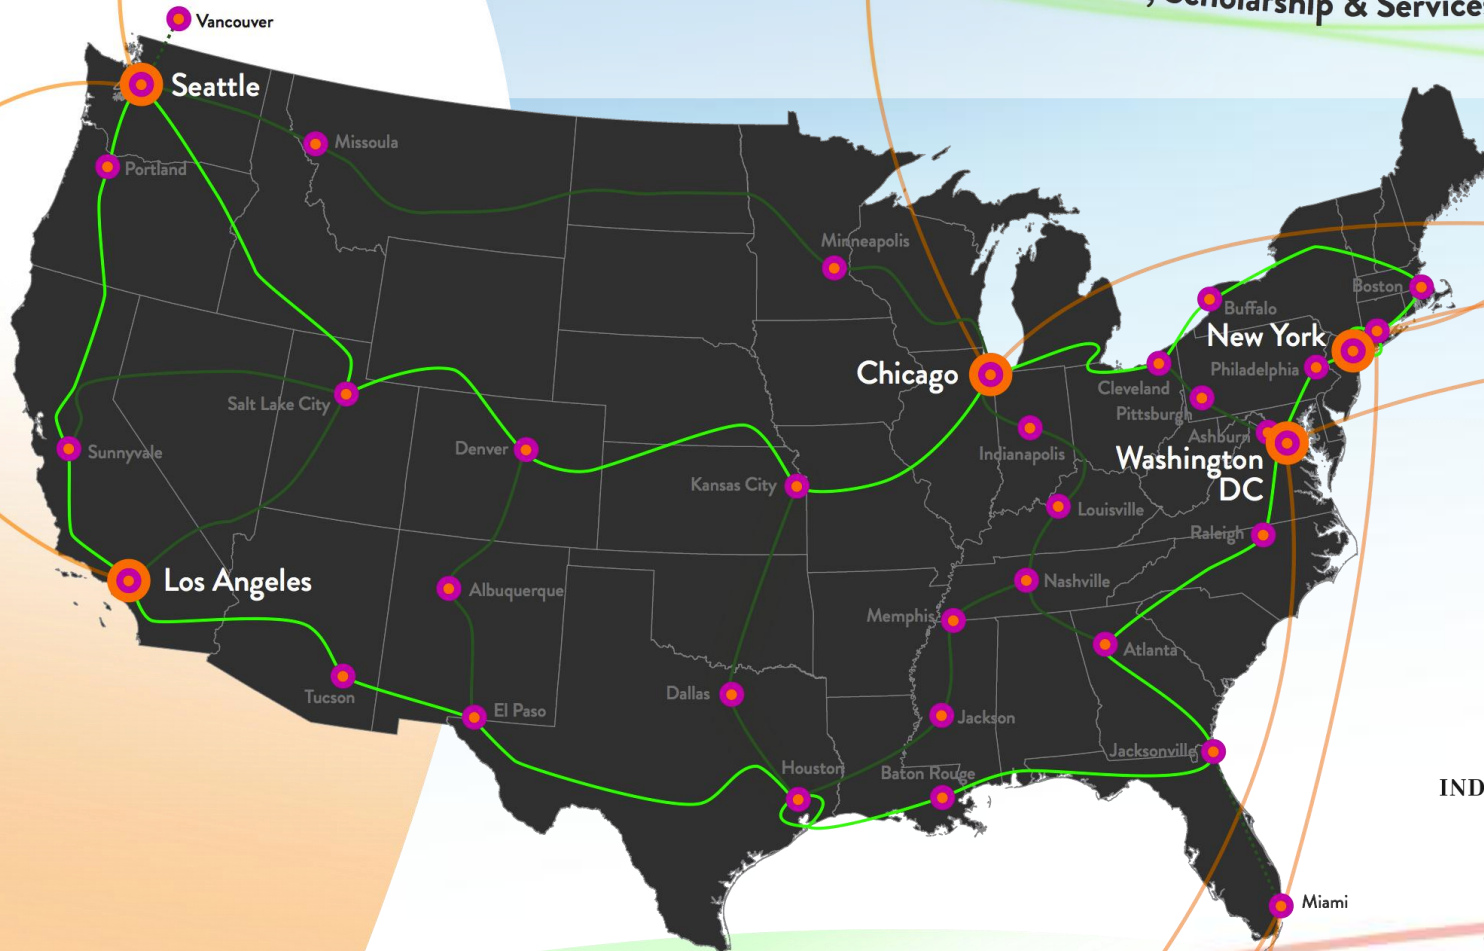 , Scholarship & Service
Vancouver
Seattle
Missoula
Portland
Minneapolis
Boston
Buffalo
New York
Chicago
Philadelphia
Cleveland
Salt Lake City
Pittsburgh
Ashburn
Denver
Sunnyvale
Indianapolis
Washington
DC
Kansas City
Louisville
Raleigh
Los Angeles
Nashville
Albuquerque
Memphis
Atlanta
Tucson
Dallas
El Paso
Jackson
Jacksonville
Houston
Baton Rouge
IND
Miami